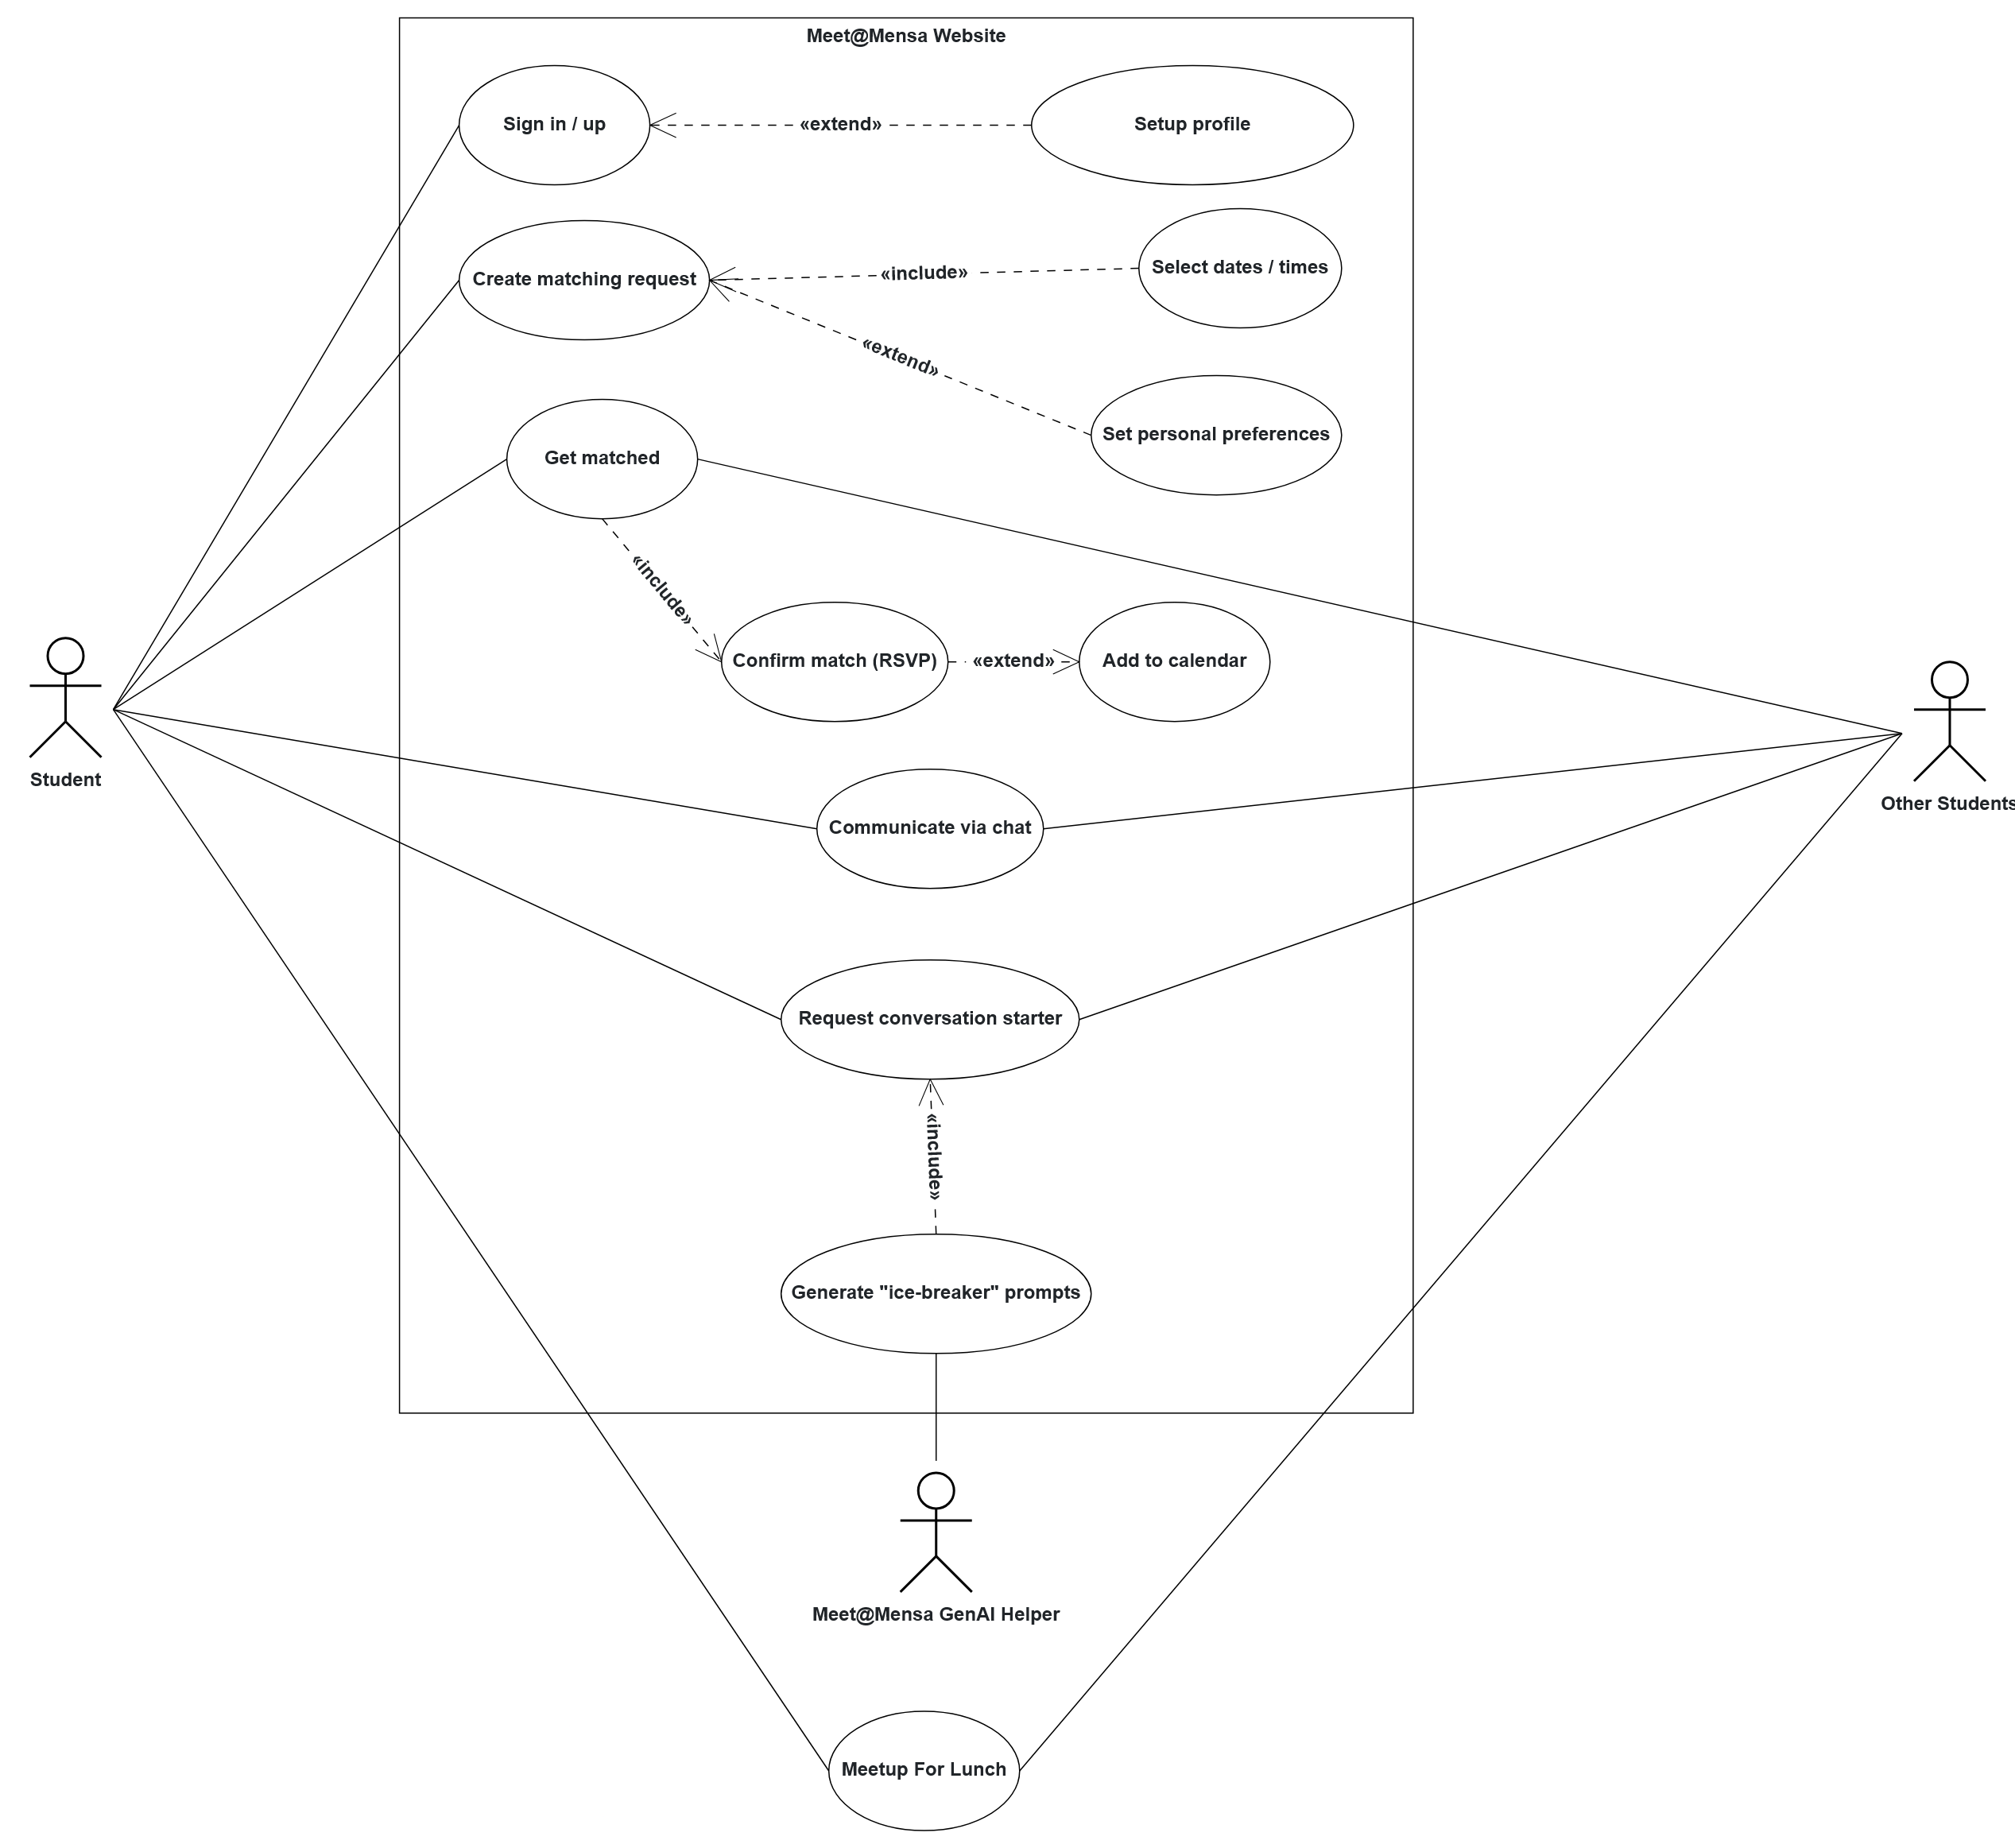 Meet@Mensa Website
Sign in / up
«extend»
Setup profile
Create matching request
«include»
Select dates / times
«extend»
Set personal preferences
Get matched
«include»
Confirm match (RSVP)
«extend»
Add to calendar
Student
Other Students
Communicate via chat
Request conversation starter
«include»
Generate "ice-breaker" prompts
Meet@Mensa GenAI Helper
Meetup For Lunch